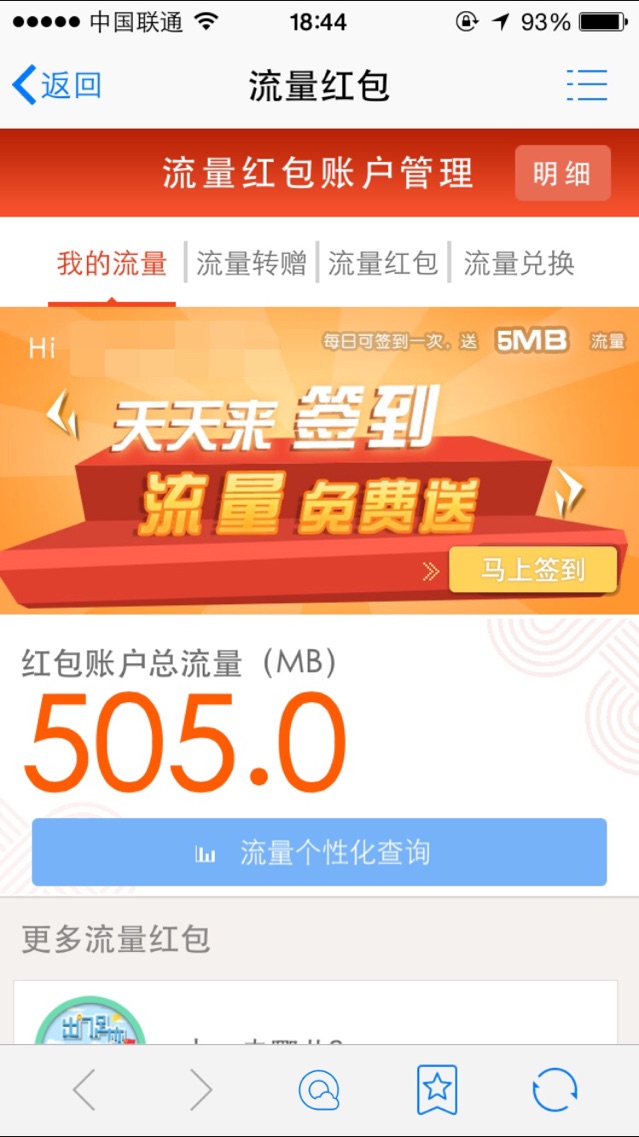 中国联通 18:44 93%
返回 流量红包
流量红包账户管理 明细
我的流量 流量转赠 流量红包 流量兑换
Hi 每日可签到一次，送 5MB 流量
天天来签到
流量免费送
马上签到
红包账户总流量（MB）
505.0
流量个性化查询
更多流量红包